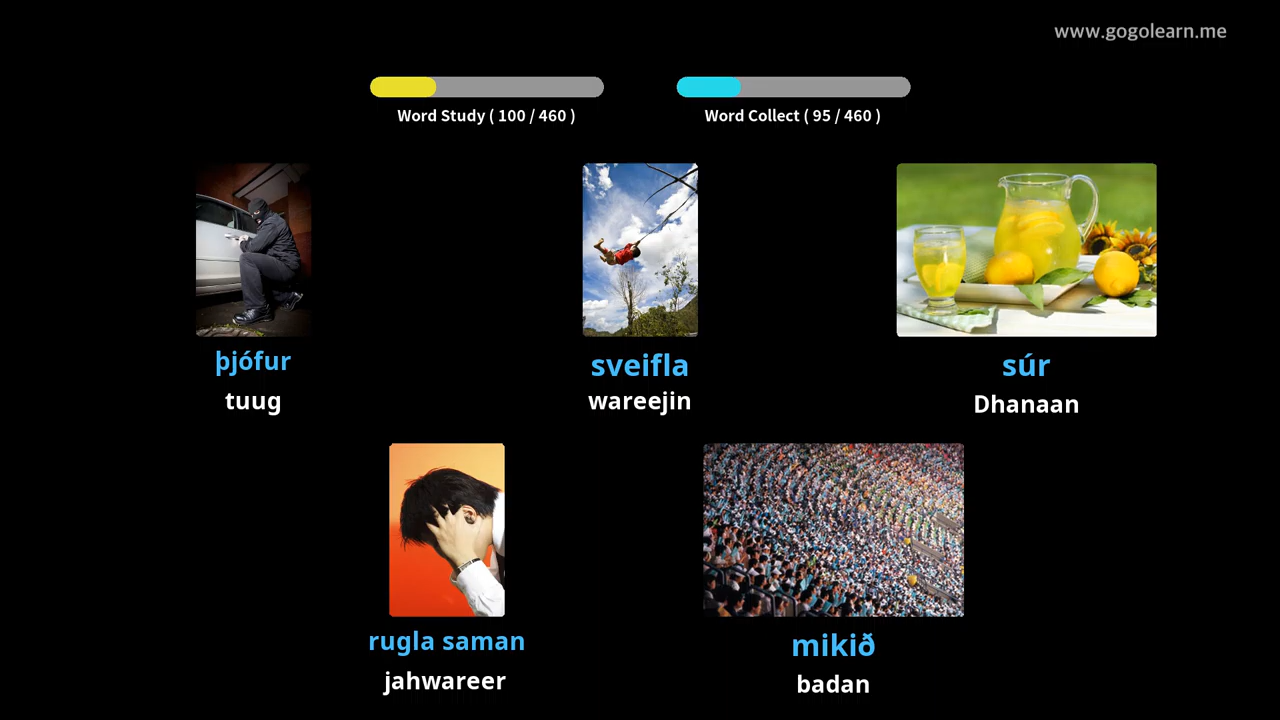 www.gogolearn.me
Word Study ( 100 / 460 )
Word Collect ( 95 / 460 )
þjófur
tuug
sveifla
wareejin
súr
Dhanaan
rugla saman
jahwareer
mikið
badan